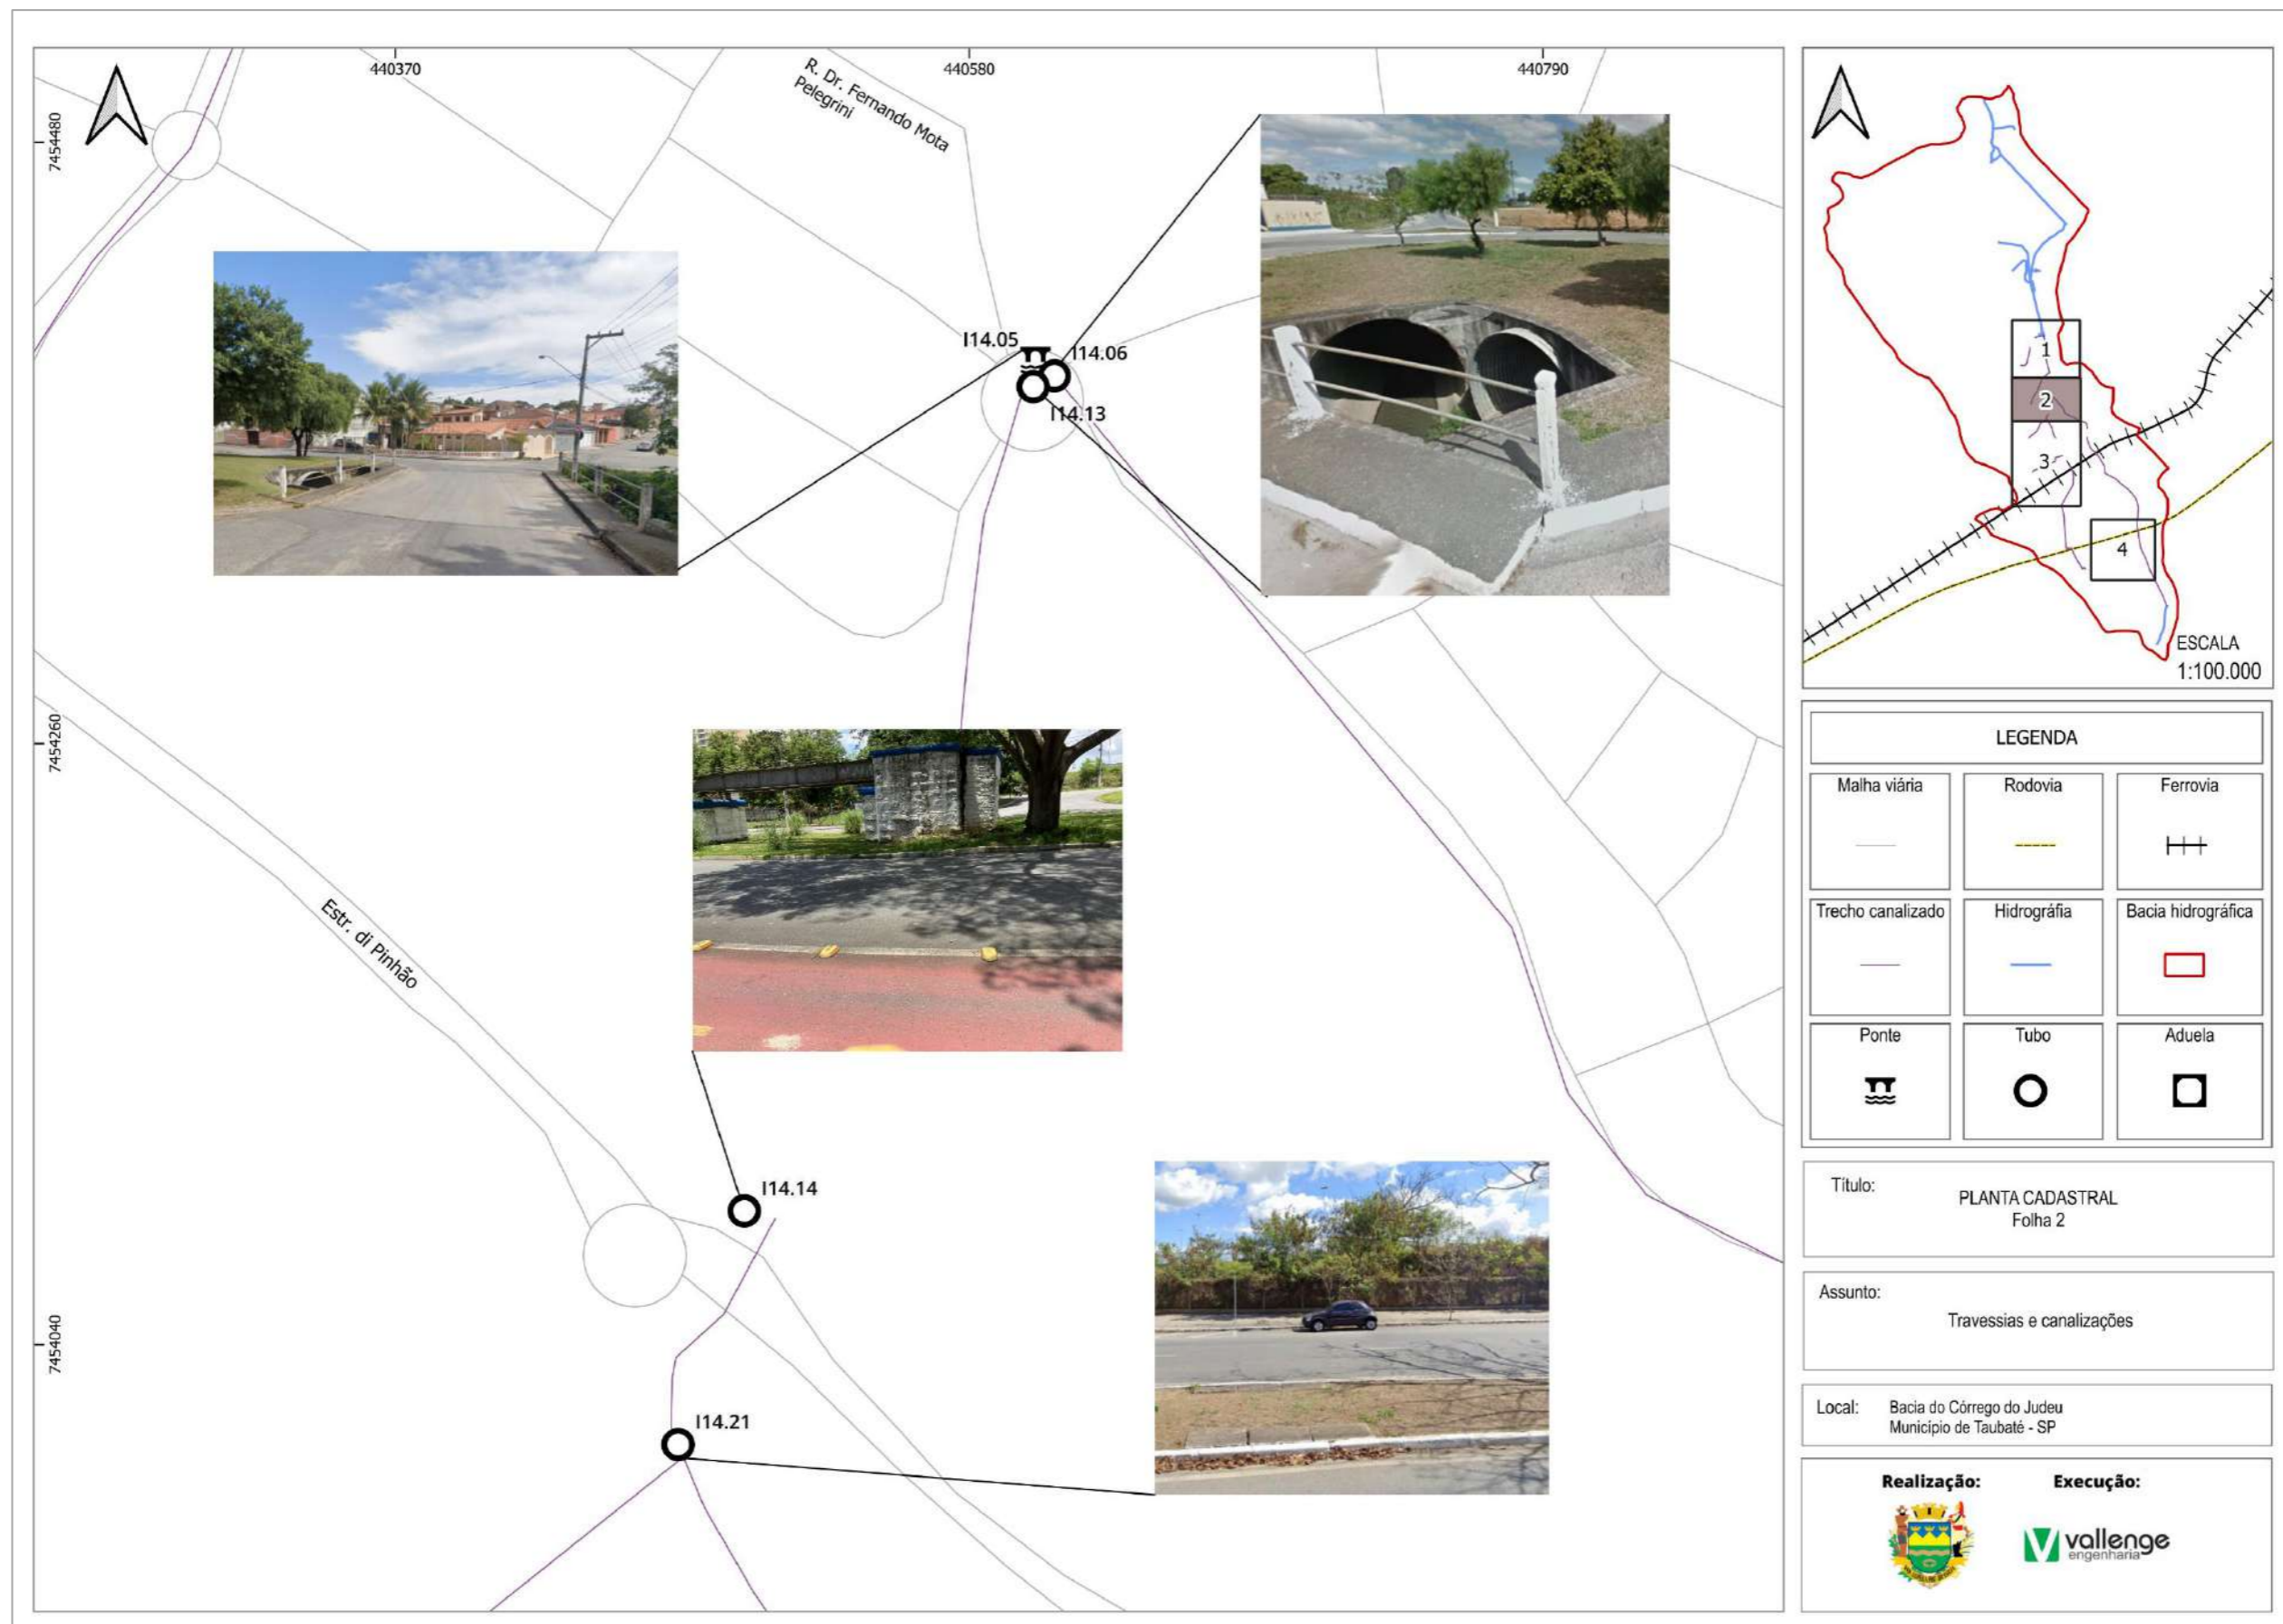 440370
440580
440790
7454480
7454260
7454040
R. Dr. Fernando Mota
Pelegrini
I14.05
I14.06
I14.13
Estr. di Pinhão
I14.14
I14.21
1
2
3
4
ESCALA
1:100.000
LEGENDA
Malha viária
Rodovia
Ferrovia
Trecho canalizado
Hidrográfia
Bacia hidrográfica
Ponte
Tubo
Aduela
Título:
PLANTA CADASTRAL
Folha 2
Assunto:
Travessias e canalizações
Local:
Bacia do Córrego do Judeu
Município de Taubaté - SP
Realização:
Execução:
vallenge
engenharia